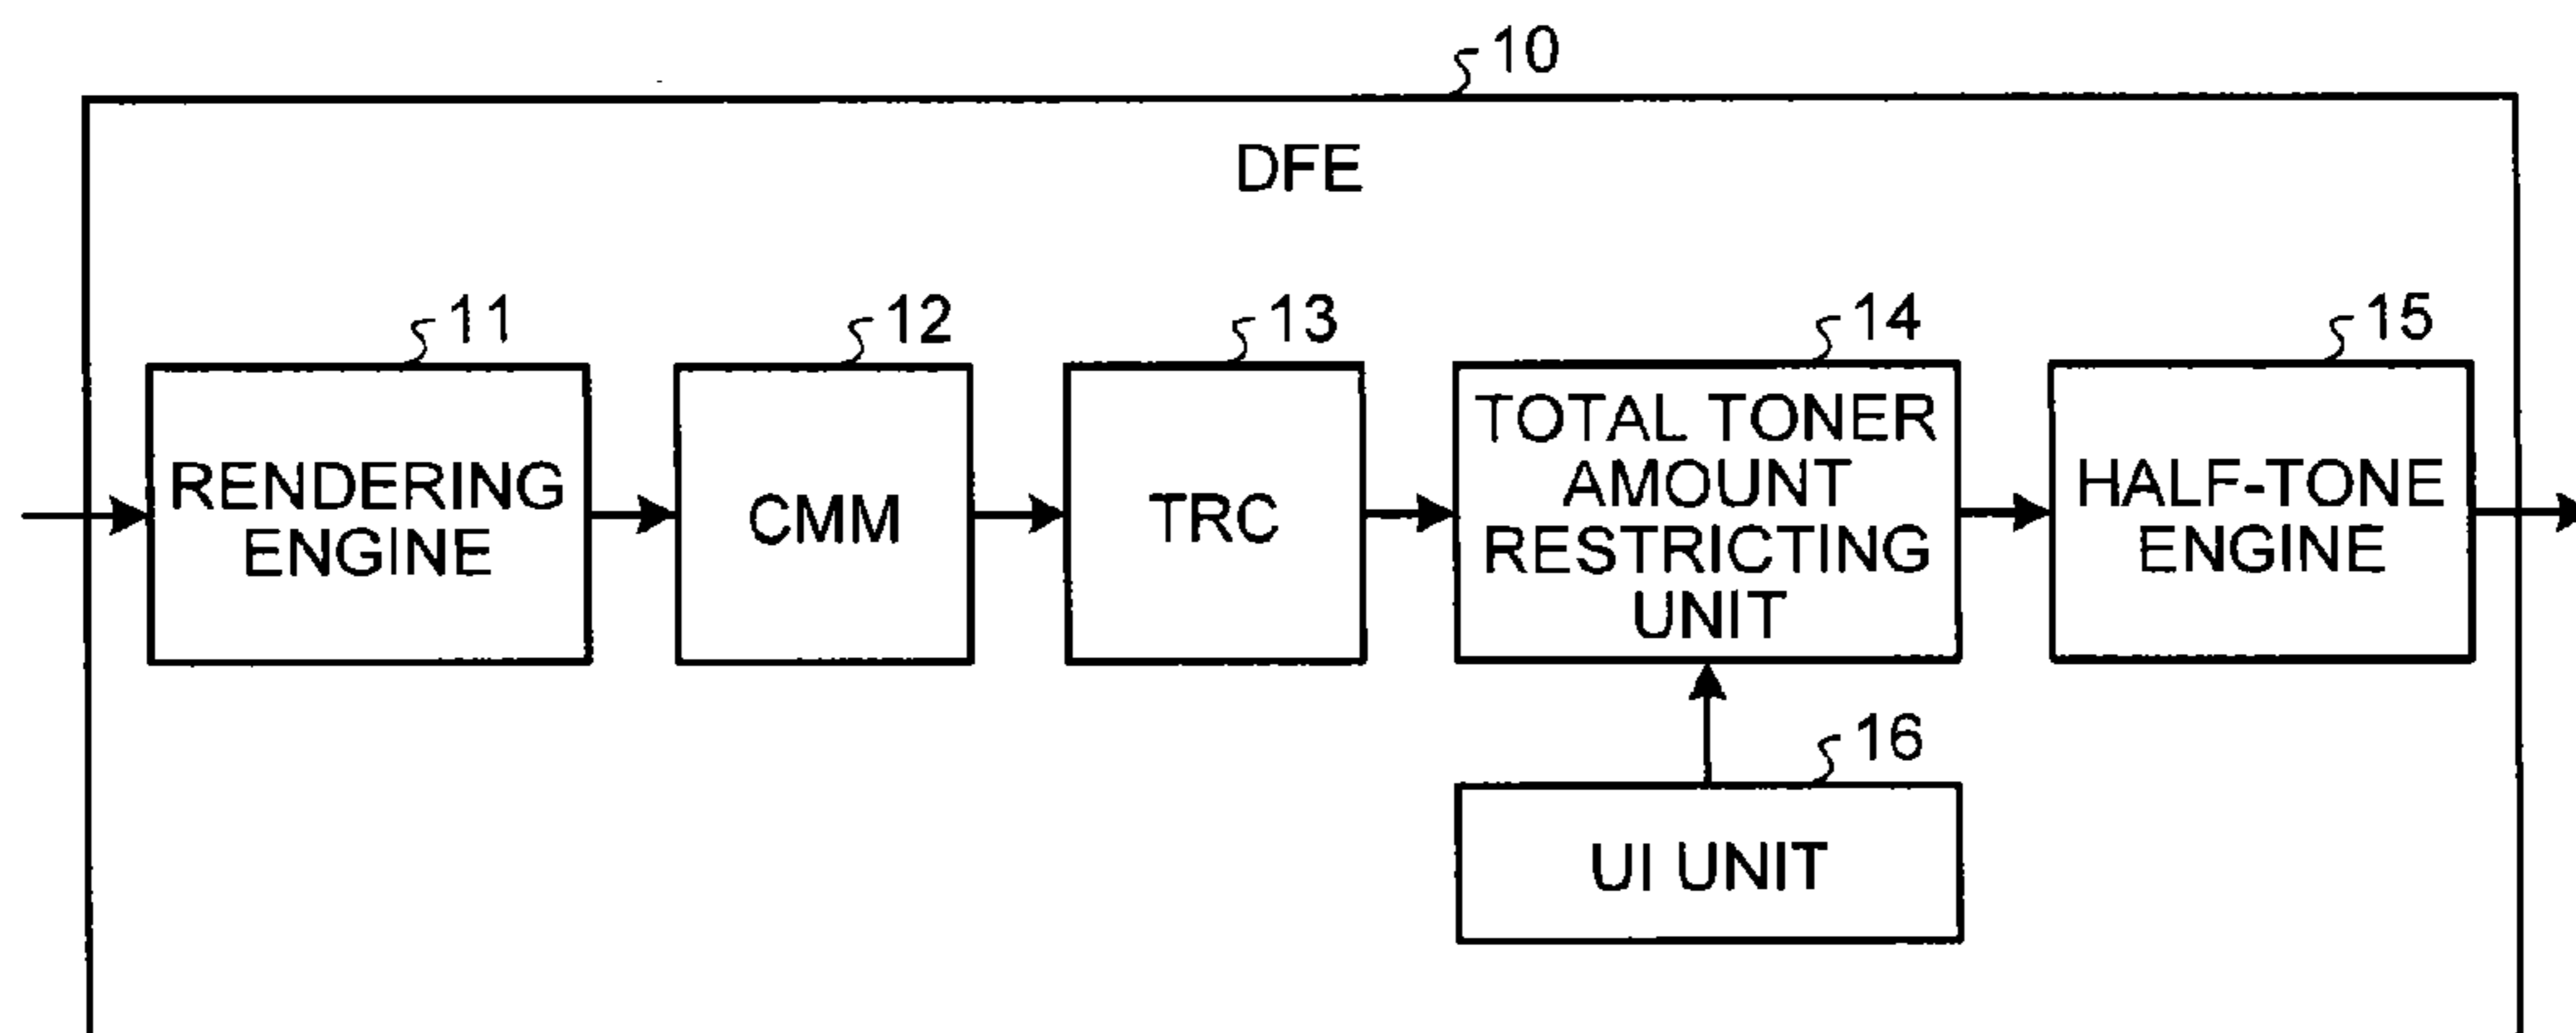 10
DFE
11
12
13
14
15
RENDERING
ENGINE
CMM
TRC
TOTAL TONER
AMOUNT
RESTRICTING
UNIT
HALF-TONE
ENGINE
16
UI UNIT